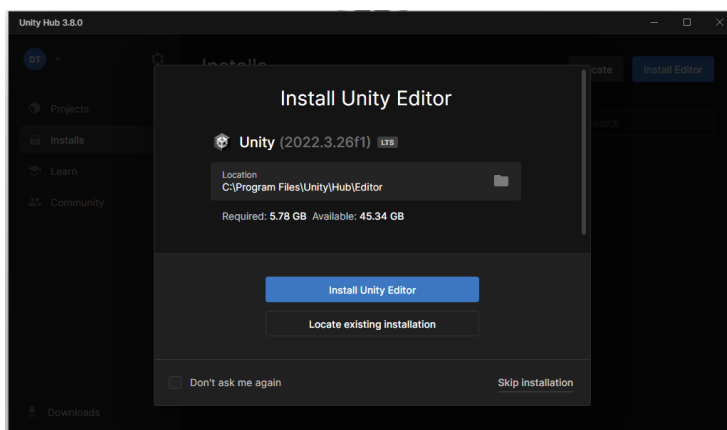 Unity Hub 3.8.0
DT
Installs
Install Editor
Projects
Installs
Learn
Community
Search
Install Unity Editor
Unity (2022.3.26f1) LTS
Location
C:\Program Files\Unity\Hub\Editor
Required: 5.78 GB Available: 45.34 GB
Install Unity Editor
Locate existing installation
Don't ask me again
Skip installation
Downloads